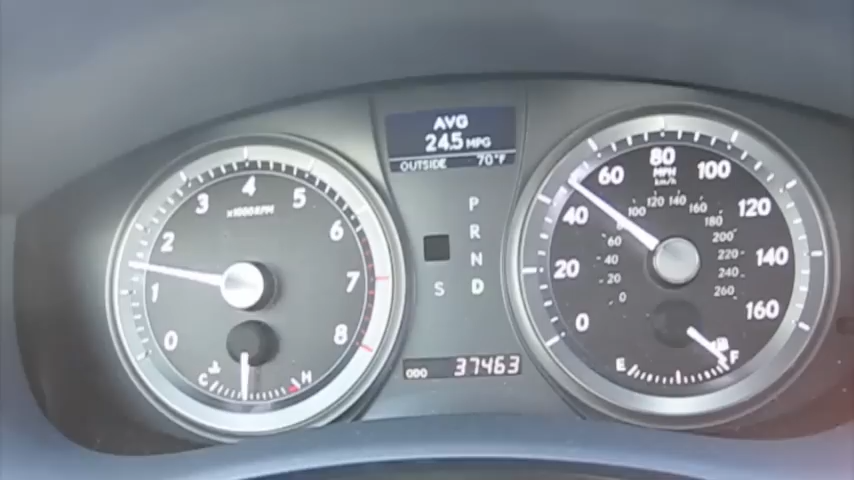 AVG
24.5 MPG
OUTSIDE 70°F
0
1
2
3
4
5
6
7
8
x1000RPM
C
H
P
R
N
D
S
ODO 37463
0
20
40
60
80
100
120
140
160
MPH
km/h
0
20
40
60
100
120
140
160
180
200
220
240
260
E
F